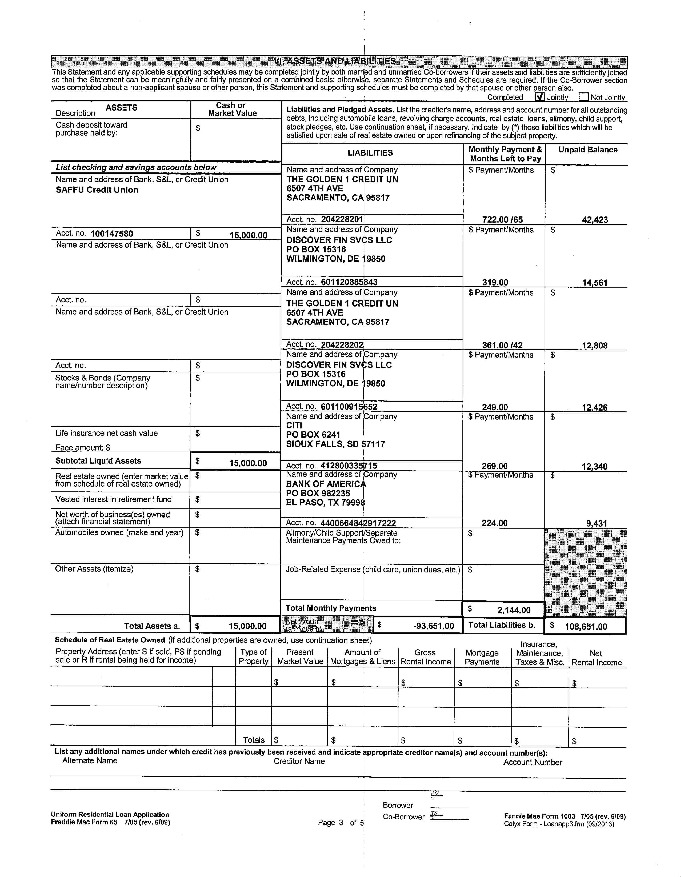 VI. ASSETS AND LIABILITIES
This Statement and any applicable supporting schedules may be completed jointly by both married and unmarried Co-borrowers if their assets and liabilities are sufficiently joined
so that the Statement can be meaningfully and fairly presented on a combined basis; otherwise, separate Statements and Schedules are required. If the Co-Borrower section
was completed about a non-applicant spouse or other person, this Statement and supporting schedules must be completed by that spouse or other person also.
Completed Jointly Not Jointly
ASSETS
Description
Cash or
Market Value
Cash deposit toward
purchase held by:
$
List checking and savings accounts below
Name and address of Bank, S&L, or Credit Union
SAFFU Credit Union
Acct. no. 100147580 $ 15,000.00
Name and address of Bank, S&L, or Credit Union
Acct. no. $
Name and address of Bank, S&L, or Credit Union
Acct. no. $
Stocks & Bonds (Company
name/number description)
$
Life insurance net cash value $
Face amount: $
Subtotal Liquid Assets $ 15,000.00
Real estate owned (enter market value
from schedule of real estate owned)
$
Vested interest in retirement fund $
Net worth of business(es) owned
(attach financial statement)
$
Automobiles owned (make and year) $
Other Assets (itemize) $
Total Assets a. $ 15,000.00
Liabilities and Pledged Assets. List the creditor's name, address and account number for all outstanding
debts, including automobile loans, revolving charge accounts, real estate loans, alimony, child support,
stock pledges, etc. Use continuation sheet, if necessary. Indicate by (*) those liabilities which will be
satisfied upon sale of real estate owned or upon refinancing of the subject property.
LIABILITIES
Monthly Payment &
Months Left to Pay
Unpaid Balance
Name and address of Company $ Payment/Months $
THE GOLDEN 1 CREDIT UN
6507 4TH AVE
SACRAMENTO, CA 95817
Acct. no. 204228201 722.00 /65 42,423
Name and address of Company $ Payment/Months $
DISCOVER FIN SVCS LLC
PO BOX 15316
WILMINGTON, DE 19850
Acct. no. 601120885843 319.00 14,561
Name and address of Company $ Payment/Months $
THE GOLDEN 1 CREDIT UN
6507 4TH AVE
SACRAMENTO, CA 95817
Acct. no. 204228202 361.00 /42 12,808
Name and address of Company $ Payment/Months $
DISCOVER FIN SVCS LLC
PO BOX 15316
WILMINGTON, DE 19850
Acct. no. 601100915652 249.00 12,426
Name and address of Company $ Payment/Months $
CITI
PO BOX 6241
SIOUX FALLS, SD 57117
Acct. no. 412800335715 269.00 12,340
Name and address of Company $ Payment/Months $
BANK OF AMERICA
PO BOX 982235
EL PASO, TX 79998
Acct. no. 4400664842917222 224.00 9,431
Alimony/Child Support/Separate
Maintenance Payments Owed to:
$
Job-Related Expense (child care, union dues, etc.) $
Total Monthly Payments $ 2,144.00
$ -93,651.00 Total Liabilities b. $ 108,651.00
Schedule of Real Estate Owned (If additional properties are owned, use continuation sheet)
Property Address (enter S if sold, PS if pending
sale or R if rental being held for income)
Type of
Property
Present
Market Value
Amount of
Mortgages & Liens
Gross
Rental Income
Mortgage
Payments
Insurance,
Maintenance,
Taxes & Misc.
Net
Rental Income
$ $ $ $ $ $
Totals $ $ $ $ $ $
List any additional names under which credit has previously been received and indicate appropriate creditor name(s) and account number(s):
Alternate Name Creditor Name Account Number
Borrower
Co-Borrower
Uniform Residential Loan Application
Freddie Mac Form 65 7/05 (rev. 6/09)
Page 3 of 5
Fannie Mae Form 1003 7/05 (rev. 6/09)
Calyx Form - Loanapp3.frm (09/2013)